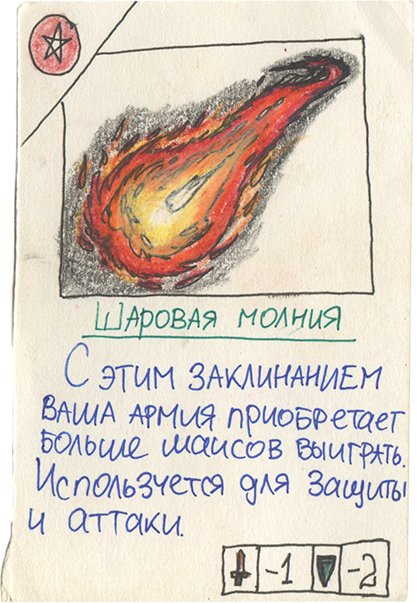 Шаровая молния
С этим заклинанием
ваша армия приобретает
больше шансов выиграть.
Используется для защиты
и аттаки.
-1 -2